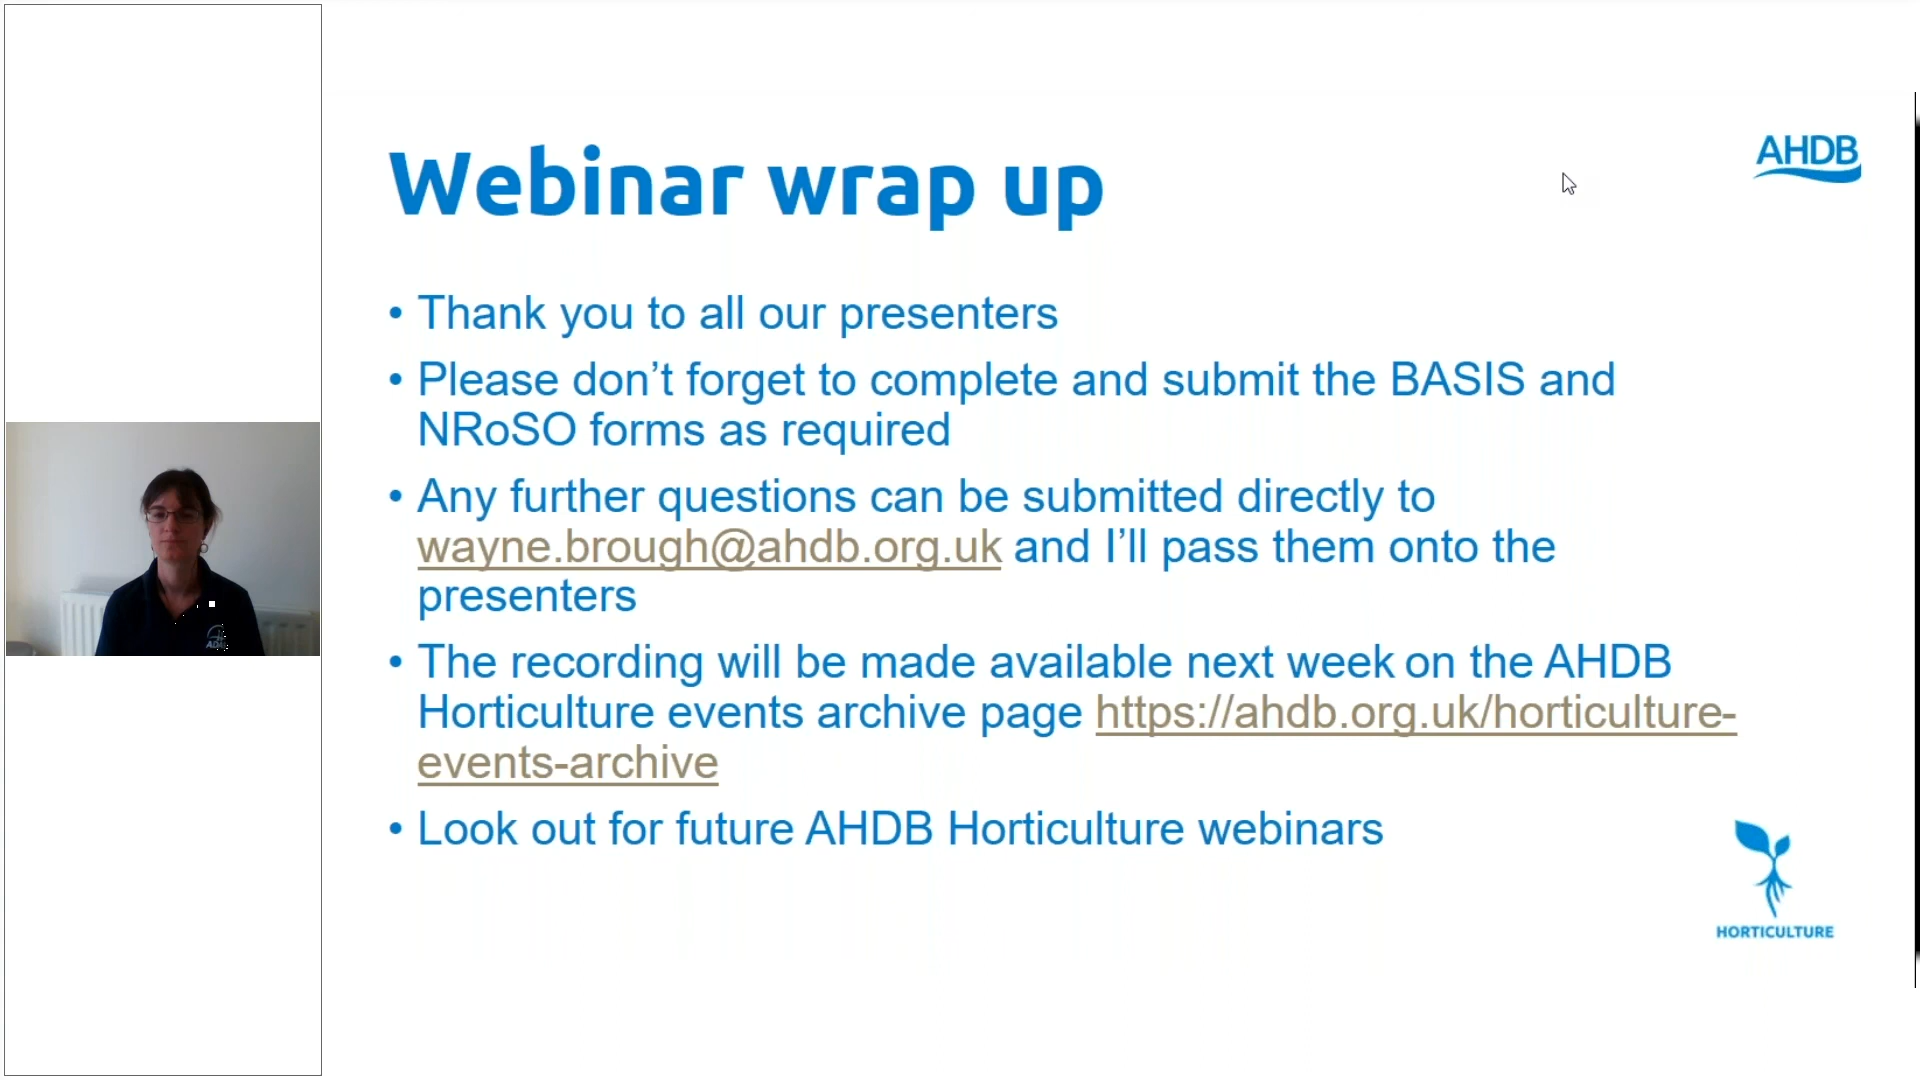 AHDB
Webinar wrap up
• Thank you to all our presenters
• Please don’t forget to complete and submit the BASIS and
NRoSO forms as required
• Any further questions can be submitted directly to
wayne.brough@ahdb.org.uk and I’ll pass them onto the
presenters
• The recording will be made available next week on the AHDB
Horticulture events archive page https://ahdb.org.uk/horticulture-
events-archive
• Look out for future AHDB Horticulture webinars
HORTICULTURE